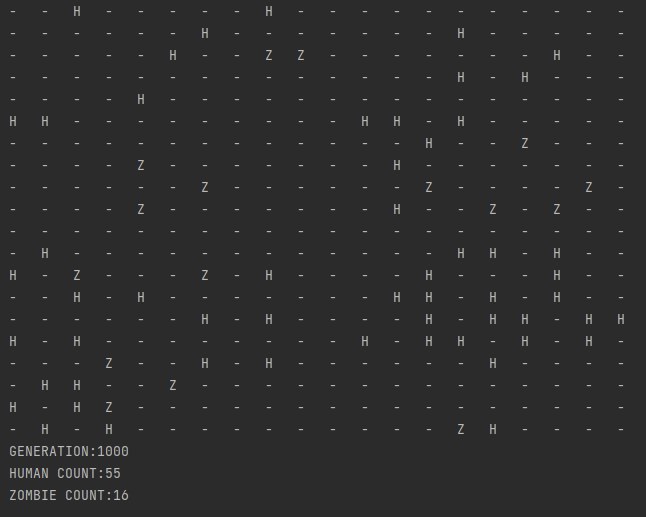 - - H - - - - - H - - - - - - - - - - -
- - - - - - H - - - - - - - H - - - - -
- - - - - H - - Z Z - - - - - - - H - -
- - - - - - - - - - - - - - H - H - - -
- - - - H - - - - - - - - - - - - - - -
H H - - - - - - - - - H H - H - - - - -
- - - - - - - - - - - - - H - - Z - - -
- - - - Z - - - - - - - H - - - - - - -
- - - - - - Z - - - - - - Z - - - - Z -
- - - - Z - - - - - - - H - - Z - Z - -
- - - - - - - - - - - - - - - - - - - -
- H - - - - - - - - - - - - H H - H - -
H - Z - - - Z - H - - - - H - - - H - -
- - H - H - - - - - - - H H - H - H - -
- - - - - - H - H - - - - H - H H - H H
H - H - - - - - - - - H - H H - H - H -
- - - Z - - H - H - - - - - - H - - - -
- H H - - Z - - - - - - - - - - - - - -
H - H Z - - - - - - - - - - - - - - - -
- H - H - - - - - - - - - - Z H - - - -
GENERATION:1000
HUMAN COUNT:55
ZOMBIE COUNT:16